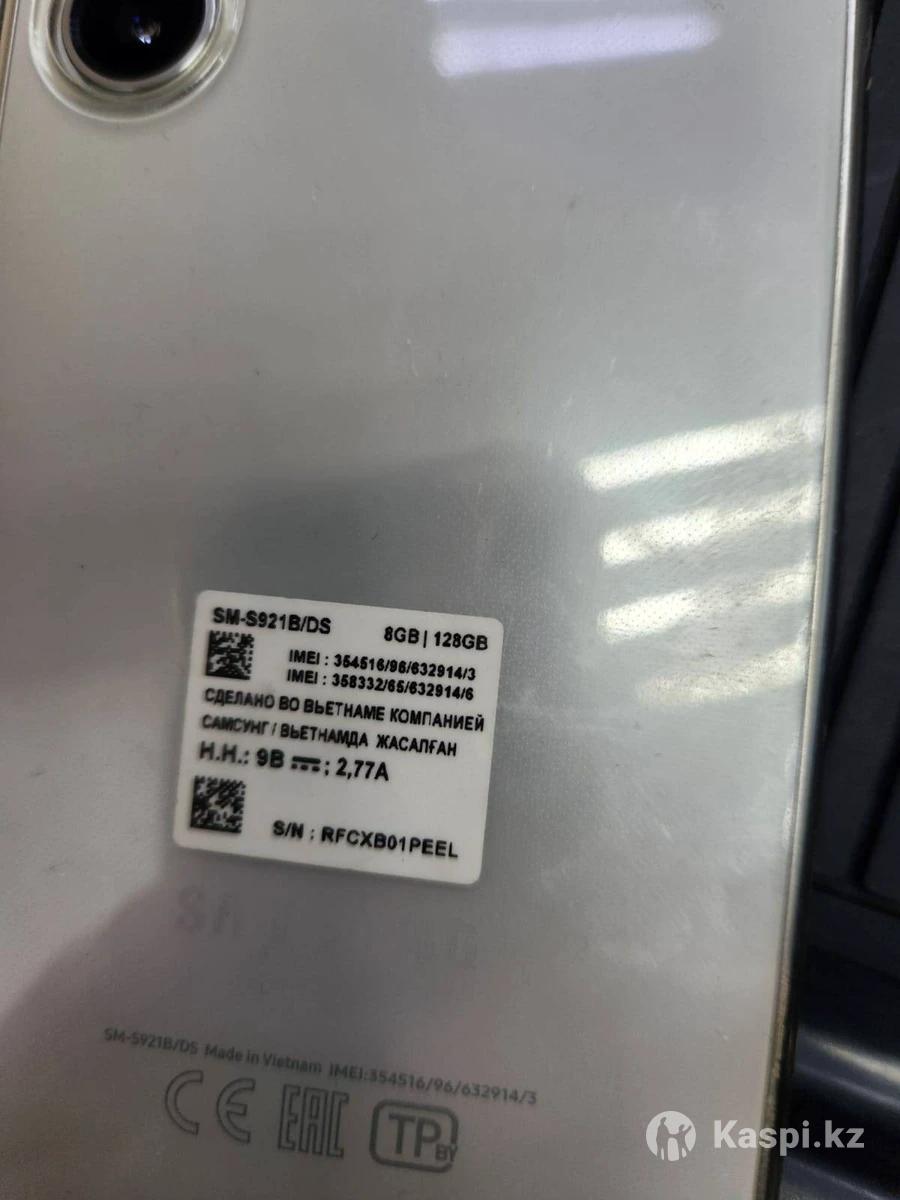 SM-S921B/DS 8GB | 128GB
IMEI : 354516/96/632914/3
IMEI : 358332/65/632914/6
СДЕЛАНО ВО ВЬЕТНАМЕ КОМПАНИЕЙ
САМСУНГ / ВЬЕТНАМДА ЖАСАЛҒАН
Н.Н.: 9В ⎓; 2,77А
S/N : RFCXB01PEEL
SM-S921B/DS Made in Vietnam IMEI:354516/96/632914/3
CE EAC TP BY
Kaspi.kz